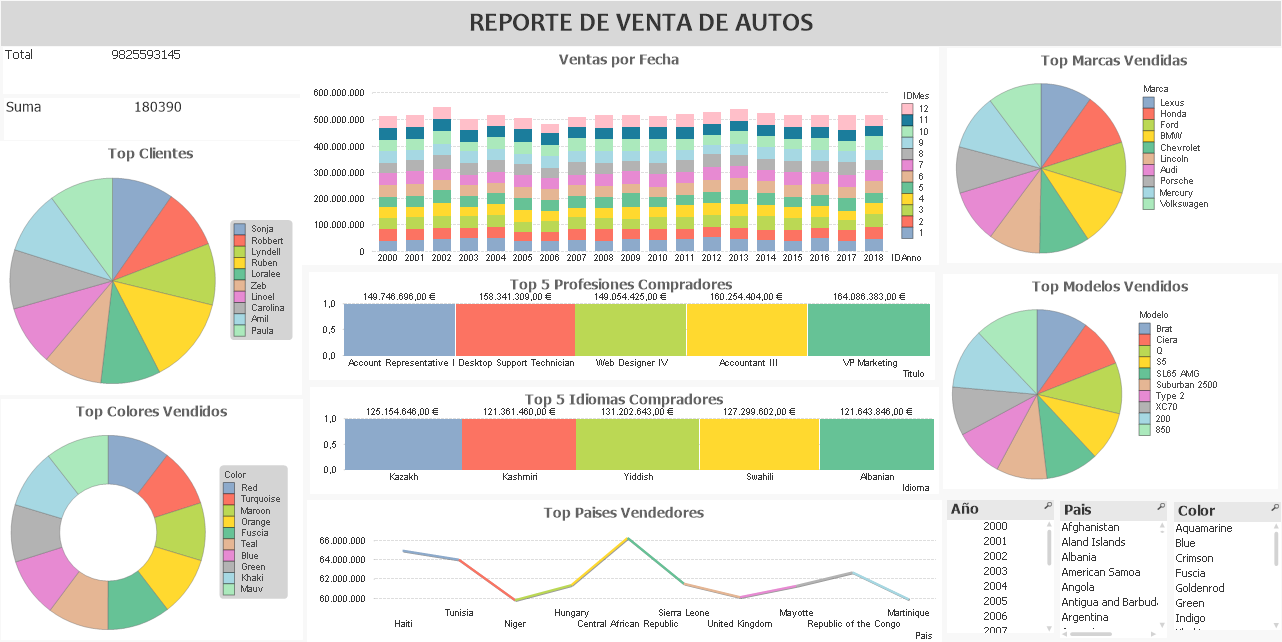 REPORTE DE VENTA DE AUTOS
Total 9825593145
Suma 180390
Top Clientes
Sonja
Robbert
Lyndell
Ruben
Loralee
Zeb
Linoel
Carolina
Amil
Paula
Top Colores Vendidos
Color
Red
Turquoise
Maroon
Orange
Fuscia
Teal
Blue
Green
Khaki
Mauv
Ventas por Fecha
600.000.000
500.000.000
400.000.000
300.000.000
200.000.000
100.000.000
0
2000 2001 2002 2003 2004 2005 2006 2007 2008 2009 2010 2011 2012 2013 2014 2015 2016 2017 2018
IDAnno
IDMes
12
11
10
9
8
7
6
5
4
3
2
1
Top 5 Profesiones Compradores
149.746.696,00 € 158.341.309,00 € 149.054.425,00 € 160.254.404,00 € 164.086.383,00 €
1,0
0,5
0,0
Account Representative I Desktop Support Technician Web Designer IV Accountant III VP Marketing
Titulo
Top 5 Idiomas Compradores
125.154.646,00 € 121.361.460,00 € 131.202.643,00 € 127.299.602,00 € 121.643.846,00 €
1,0
0,5
0,0
Kazakh Kashmiri Yiddish Swahili Albanian
Idioma
Top Paises Vendedores
66.000.000
64.000.000
62.000.000
60.000.000
Tunisia Hungary Sierra Leone Mayotte Martinique
Haiti Niger Central African Republic United Kingdom Republic of the Congo
Pais
Top Marcas Vendidas
Marca
Lexus
Honda
Ford
BMW
Chevrolet
Lincoln
Audi
Porsche
Mercury
Volkswagen
Top Modelos Vendidos
Modelo
Brat
Ciera
Q
S5
SL65 AMG
Suburban 2500
Type 2
XC70
200
850
Año
2000
2001
2002
2003
2004
2005
2006
2007
Pais
Afghanistan
Aland Islands
Albania
American Samoa
Angola
Antigua and Barbud
Argentina
Color
Aquamarine
Blue
Crimson
Fuscia
Goldenrod
Green
Indigo